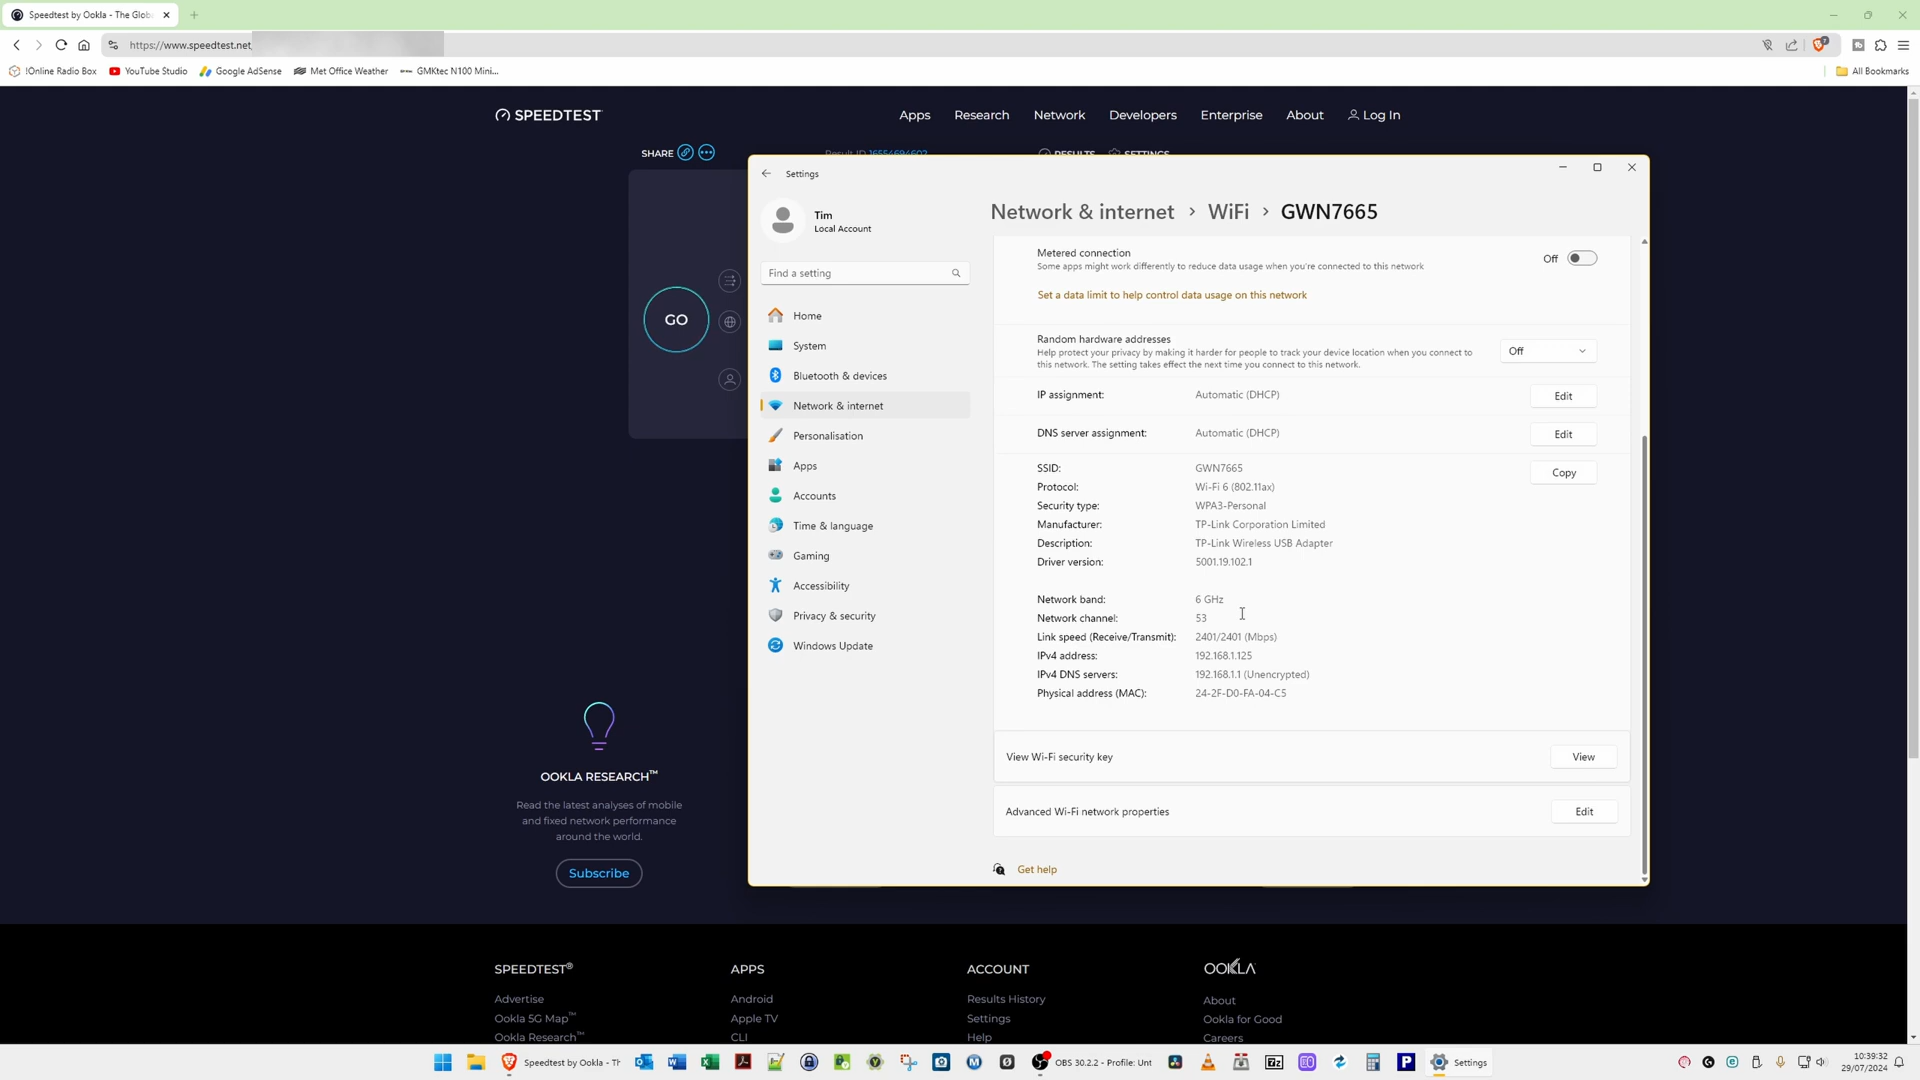 Speedtest by Ookla - The Glob
https://www.speedtest.net
!Online Radio Box
YouTube Studio
Google AdSense
Met Office Weather
GMKtec N100 Mini...
All Bookmarks
SPEEDTEST
Apps
Research
Network
Developers
Enterprise
About
Log In
SHARE
Result ID 16554694602
RESULTS
SETTINGS
GO
Settings
Tim
Local Account
Find a setting
Home
System
Bluetooth & devices
Network & internet
Personalisation
Apps
Accounts
Time & language
Gaming
Accessibility
Privacy & security
Windows Update
Network & internet > WiFi > GWN7665
Metered connection
Some apps might work differently to reduce data usage when you're connected to this network
Off
Set a data limit to help control data usage on this network
Random hardware addresses
Help protect your privacy by making it harder for people to track your device location when you connect to
this network. The setting takes effect the next time you connect to this network.
Off
IP assignment: Automatic (DHCP) Edit
DNS server assignment: Automatic (DHCP) Edit
SSID: GWN7665 Copy
Protocol: Wi-Fi 6 (802.11ax)
Security type: WPA3-Personal
Manufacturer: TP-Link Corporation Limited
Description: TP-Link Wireless USB Adapter
Driver version: 5001.19.102.1
Network band: 6 GHz
Network channel: 53
Link speed (Receive/Transmit): 2401/2401 (Mbps)
IPv4 address: 192.168.1.125
IPv4 DNS servers: 192.168.1.1 (Unencrypted)
Physical address (MAC): 24-2F-D0-FA-04-C5
View Wi-Fi security key View
Advanced Wi-Fi network properties Edit
Get help
OOKLA RESEARCH™
Read the latest analyses of mobile
and fixed network performance
around the world.
Subscribe
SPEEDTEST®
Advertise
Ookla 5G Map™
Ookla Research™
APPS
Android
Apple TV
CLI
ACCOUNT
Results History
Settings
Help
OOKLA
About
Ookla for Good
Careers
Speedtest by Ookla - Th
OBS 30.2.2 - Profile: Unt
Settings
10:39:32
29/07/2024